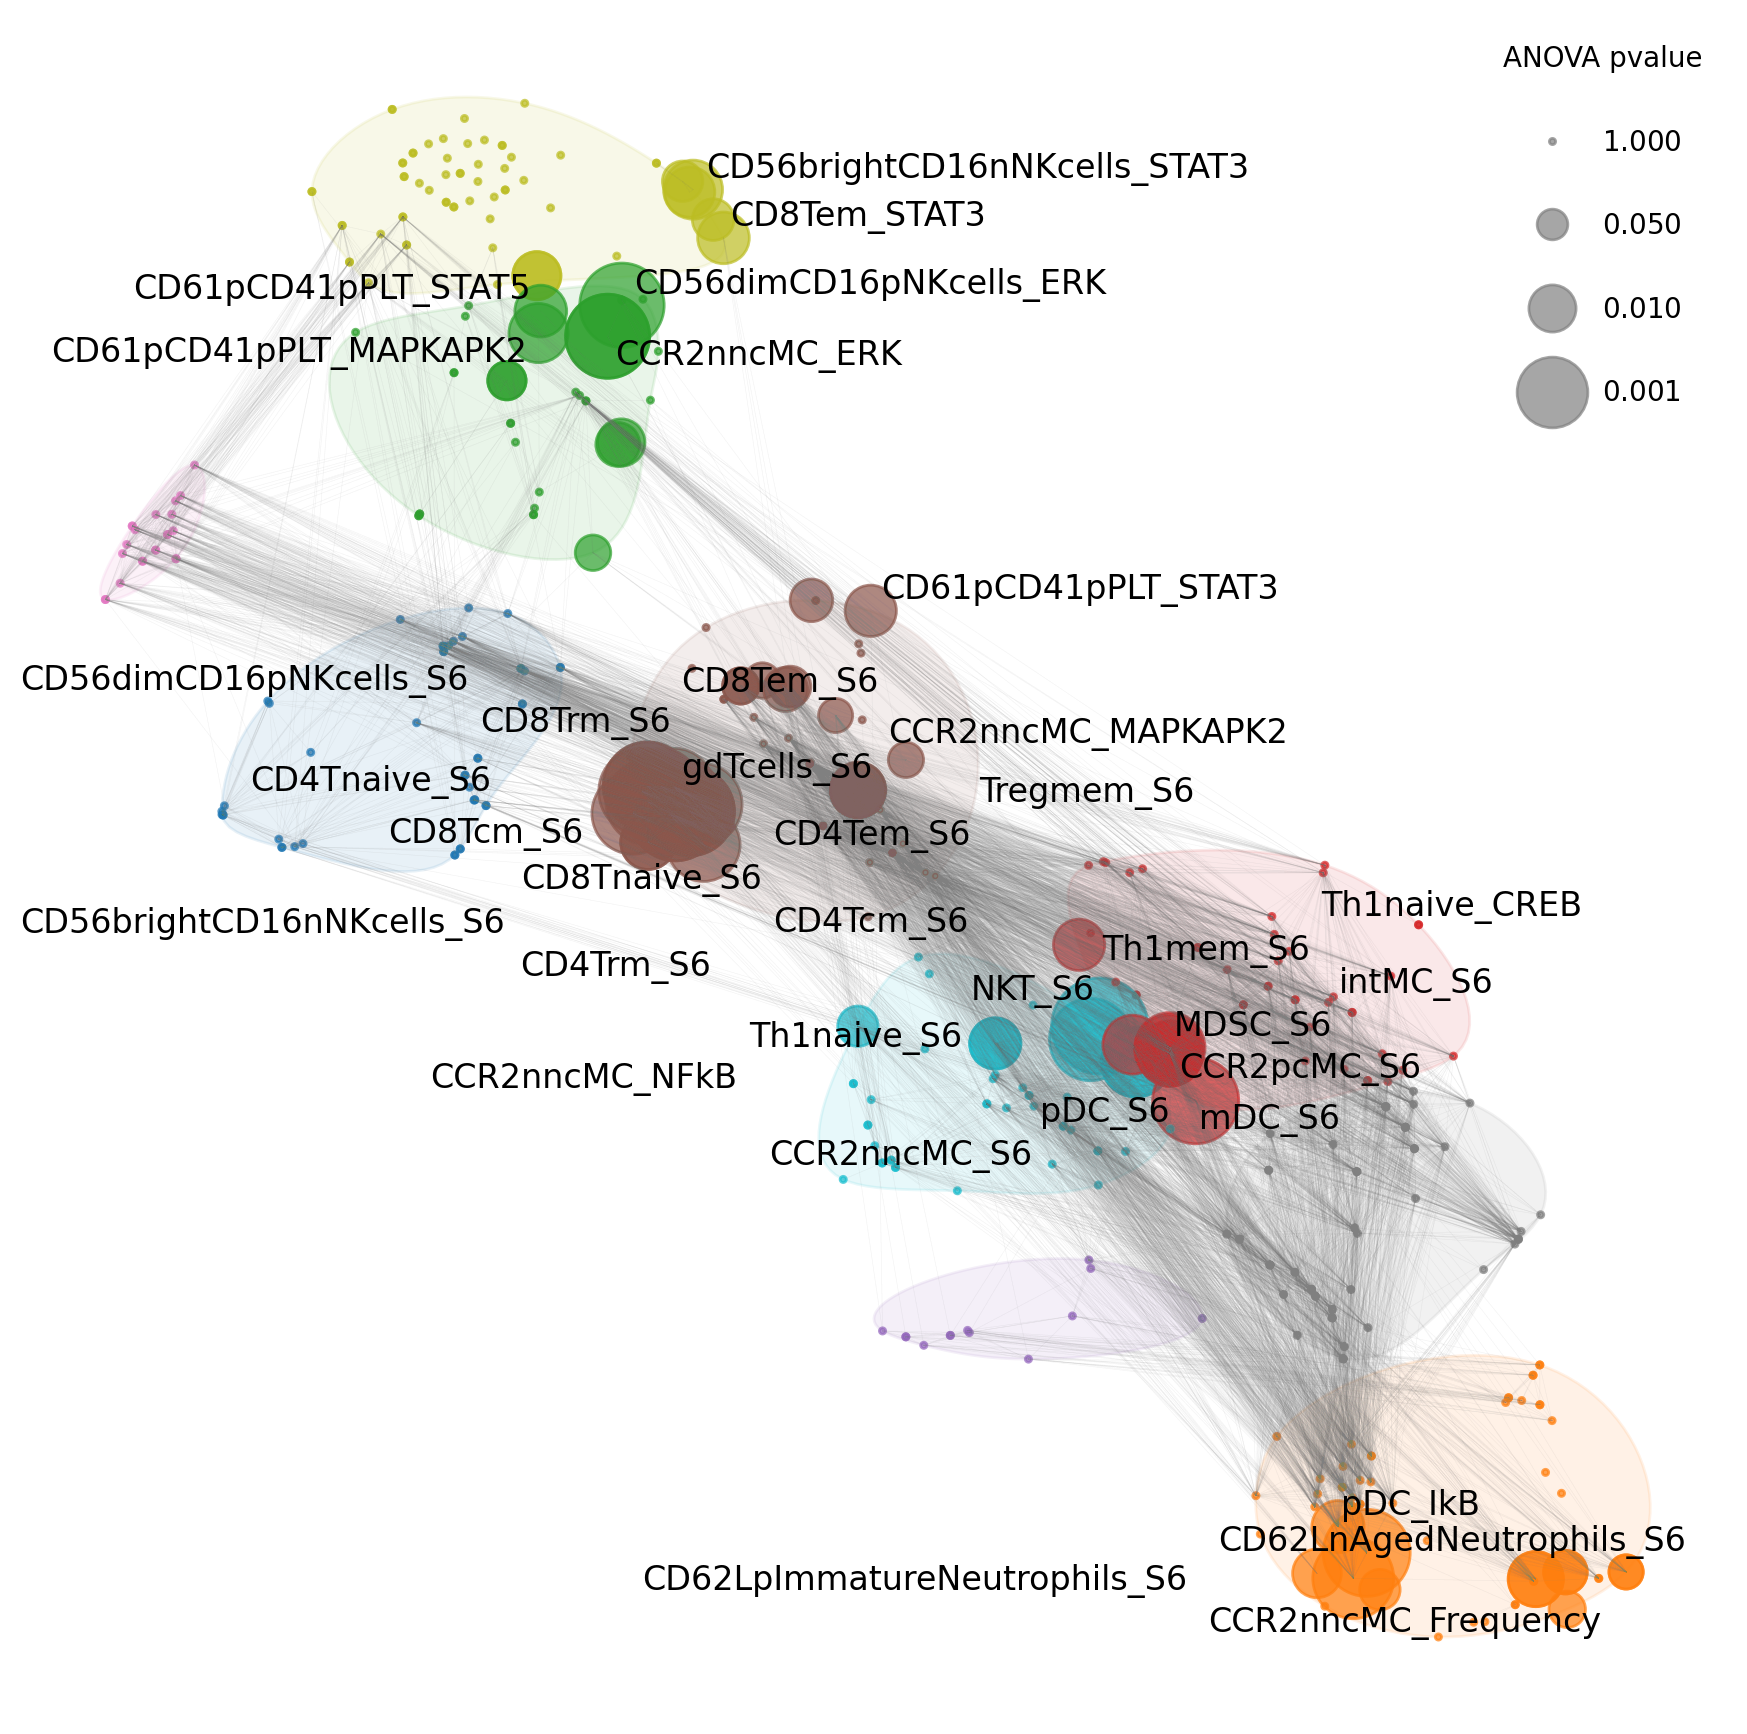 ANOVA pvalue
1.000
CD56brightCD16nNKcells_STAT3
CD8Tem_STAT3
0.050
CD56dimCD16pNKcells_ERK
CD61pCD41pPLT_STAT5
0.010
CD61pCD41pPLT_MAPKAPK2
CCR2nncMC_ERK
0.001
CD61pCD41pPLT_STAT3
CD56dimCD16pNKcells_S6
CD8Tem_S6
CD8Trm_S6
CCR2nncMC_MAPKAPK2
gdTcells_S6
CD4Tnaive_S6
Tregmem_S6
CD8Tcm_S6
CD4Tem_S6
CD8Tnaive_S6
Th1naive_CREB
CD56brightCD16nNKcells_S6
CD4Tcm_S6
Th1mem_S6
CD4Trm_S6
intMC_S6
NKT_S6
MDSC_S6
Th1naive_S6
CCR2pcMC_S6
CCR2nncMC_NFkB
pDC_S6
mDC_S6
CCR2nncMC_S6
pDC_IkB
CD62LnAgedNeutrophils_S6
CD62LpImmatureNeutrophils_S6
CCR2nncMC_Frequency